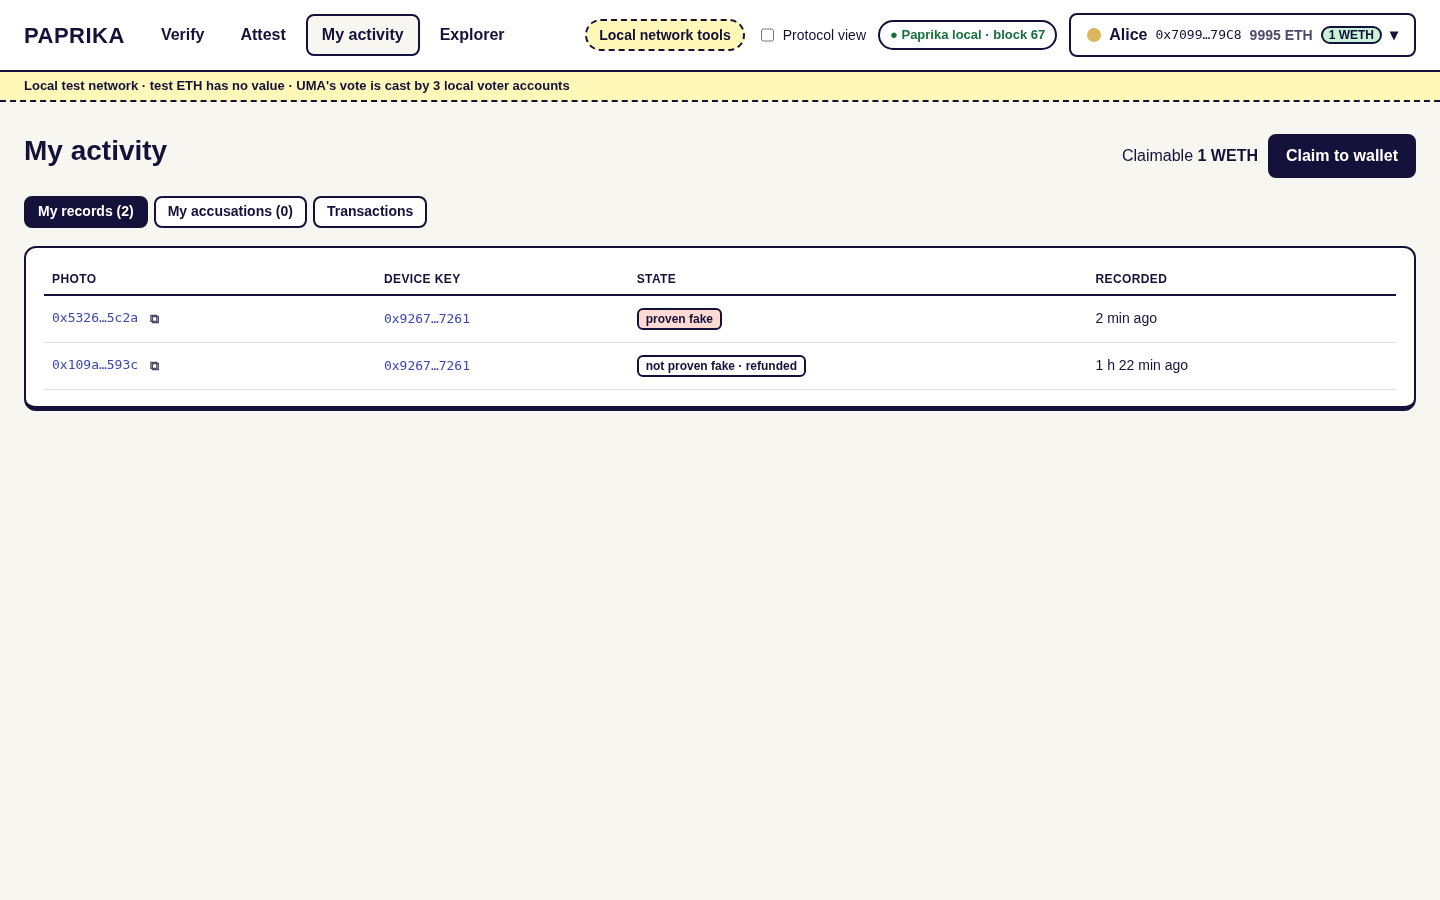 PAPRIKA Verify Attest My activity Explorer Local network tools Protocol view ● Paprika local · block 67 Alice 0x7099…79C8 9995 ETH 1 WETH ▼
Local test network · test ETH has no value · UMA's vote is cast by 3 local voter accounts
My activity
Claimable 1 WETH Claim to wallet
My records (2) My accusations (0) Transactions
PHOTO DEVICE KEY STATE RECORDED
0x5326…5c2a 0x9267…7261 proven fake 2 min ago
0x109a…593c 0x9267…7261 not proven fake · refunded 1 h 22 min ago